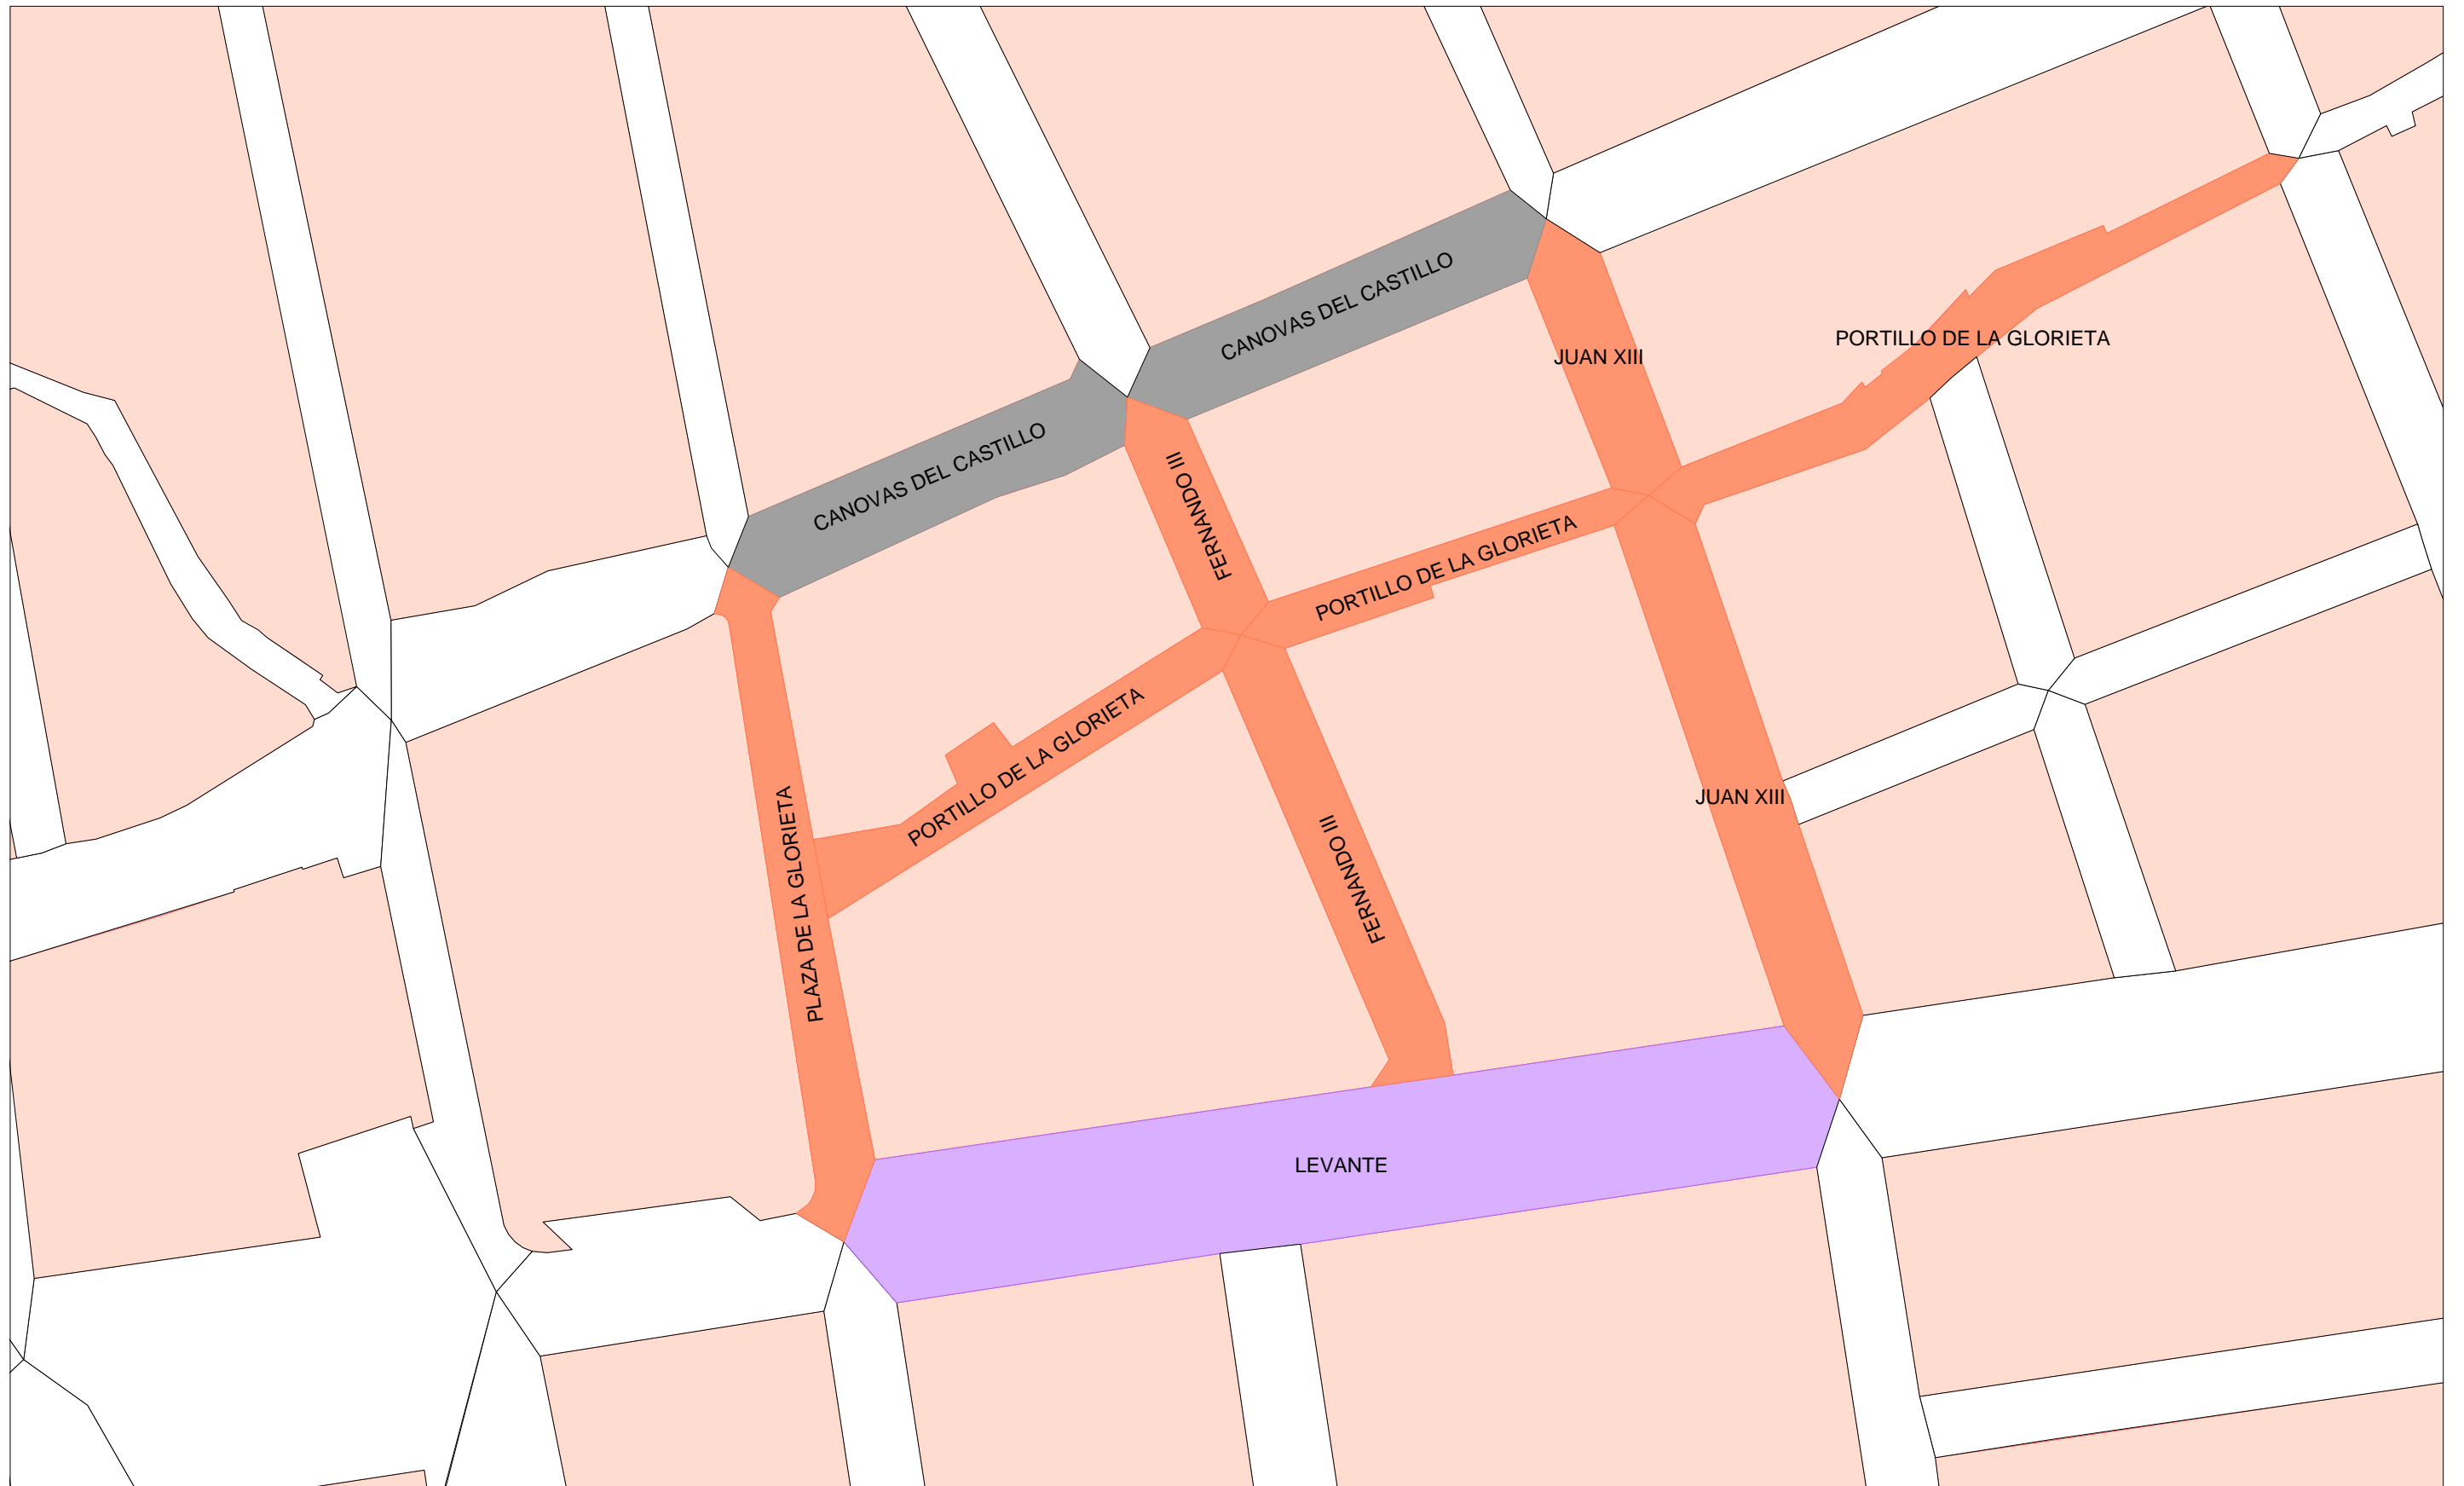 CANOVAS DEL CASTILLO
PORTILLO DE LA GLORIETA
JUAN XIII
CANOVAS DEL CASTILLO
FERNANDO III
PORTILLO DE LA GLORIETA
PORTILLO DE LA GLORIETA
JUAN XIII
FERNANDO III
PLAZA DE LA GLORIETA
LEVANTE